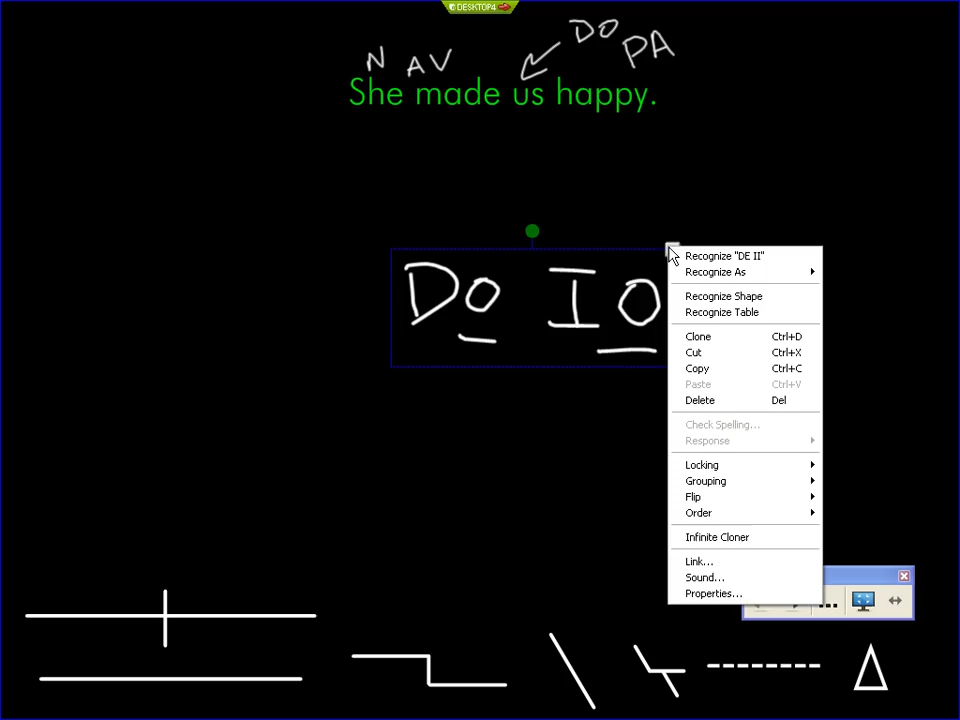 DESKTOP4
DO
N AV PA
She made us happy.
Do IO
Recognize "DE II"
Recognize As
Recognize Shape
Recognize Table
Clone Ctrl+D
Cut Ctrl+X
Copy Ctrl+C
Paste Ctrl+V
Delete Del
Check Spelling...
Response
Locking
Grouping
Flip
Order
Infinite Cloner
Link...
Sound...
Properties...